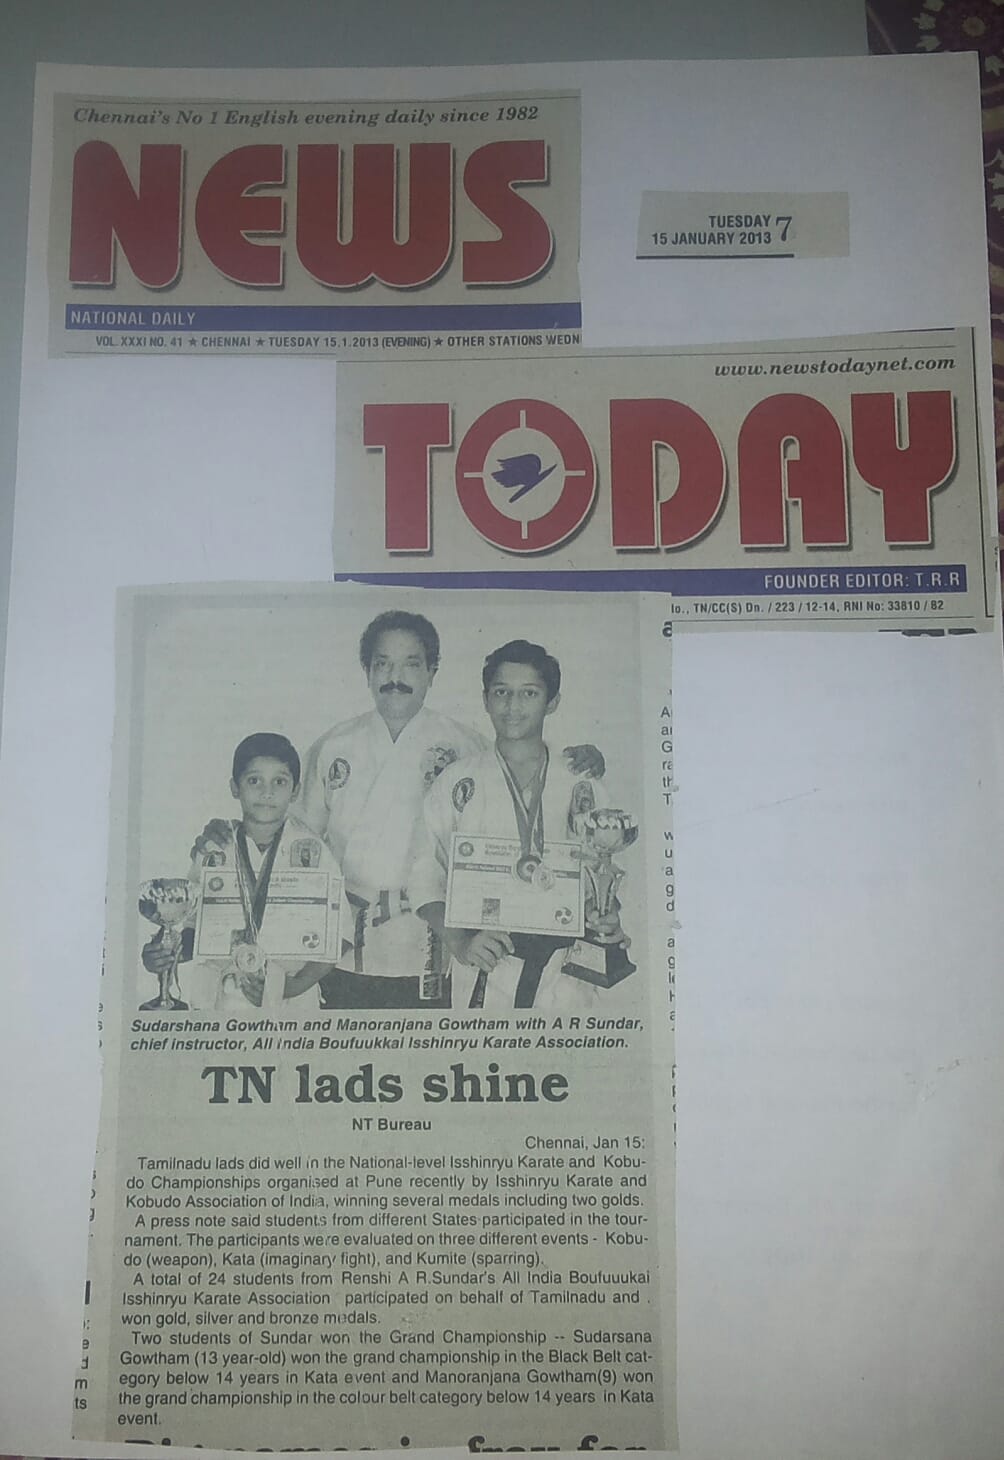 Chennai's No 1 English evening daily since 1982
NEWS
NATIONAL DAILY
VOL. XXXI NO. 41 ★ CHENNAI ★ TUESDAY 15.1.2013 (EVENING) ★ OTHER STATIONS WEDN
TUESDAY 7
15 JANUARY 2013
www.newstodaynet.com
TODAY
FOUNDER EDITOR: T.R.R
lo., TN/CC(S) Dn. / 223 / 12-14, RNI No: 33810 / 82
Sudarshana Gowtham and Manoranjana Gowtham with A R Sundar,
chief instructor, All India Boufuukkai Isshinryu Karate Association.
TN lads shine
NT Bureau
Chennai, Jan 15:
Tamilnadu lads did well in the National-level Isshinryu Karate and Kobu-
do Championships organised at Pune recently by Isshinryu Karate and
Kobudo Association of India, winning several medals including two golds.
A press note said students from different States participated in the tour-
nament. The participants were evaluated on three different events - Kobu-
do (weapon), Kata (imaginary fight), and Kumite (sparring).
A total of 24 students from Renshi A R.Sundar's All India Boufuuukai
Isshinryu Karate Association participated on behalf of Tamilnadu and .
won gold, silver and bronze medals.
Two students of Sundar won the Grand Championship -- Sudarsana
Gowtham (13 year-old) won the grand championship in the Black Belt cat-
egory below 14 years in Kata event and Manoranjana Gowtham(9) won
the grand championship in the colour belt category below 14 years in Kata
event.